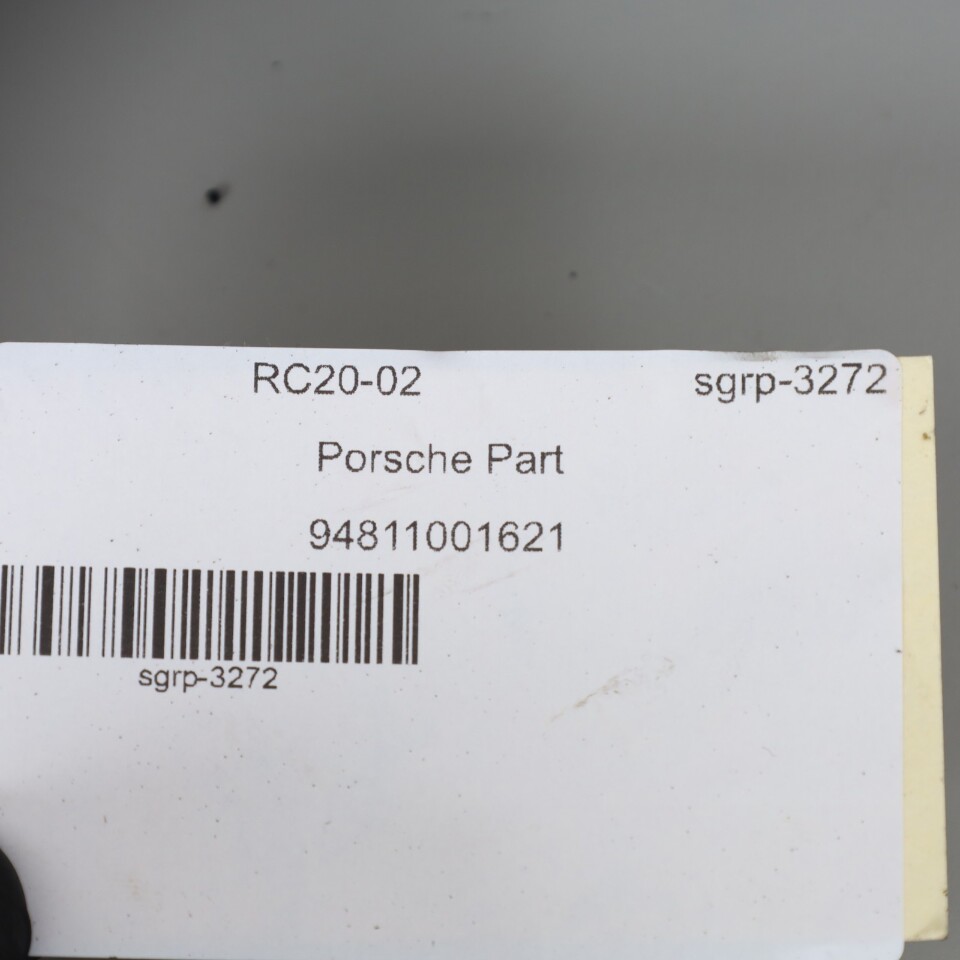 RC20-02 sgrp-3272
Porsche Part
94811001621
sgrp-3272